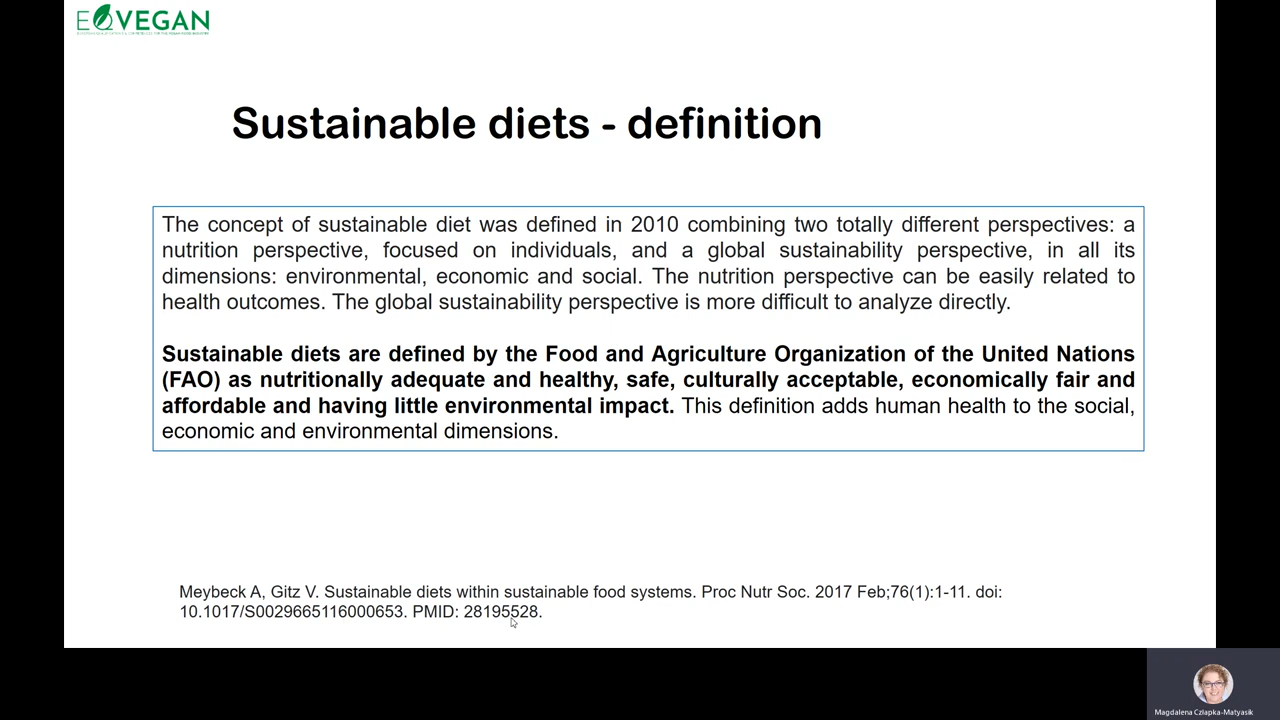 EQVEGAN
Sustainable diets - definition
The concept of sustainable diet was defined in 2010 combining two totally different perspectives: a
nutrition perspective, focused on individuals, and a global sustainability perspective, in all its
dimensions: environmental, economic and social. The nutrition perspective can be easily related to
health outcomes. The global sustainability perspective is more difficult to analyze directly.
Sustainable diets are defined by the Food and Agriculture Organization of the United Nations
(FAO) as nutritionally adequate and healthy, safe, culturally acceptable, economically fair and
affordable and having little environmental impact. This definition adds human health to the social,
economic and environmental dimensions.
Meybeck A, Gitz V. Sustainable diets within sustainable food systems. Proc Nutr Soc. 2017 Feb;76(1):1-11. doi:
10.1017/S0029665116000653. PMID: 28195528.
Magdalena Człapka-Matyasik